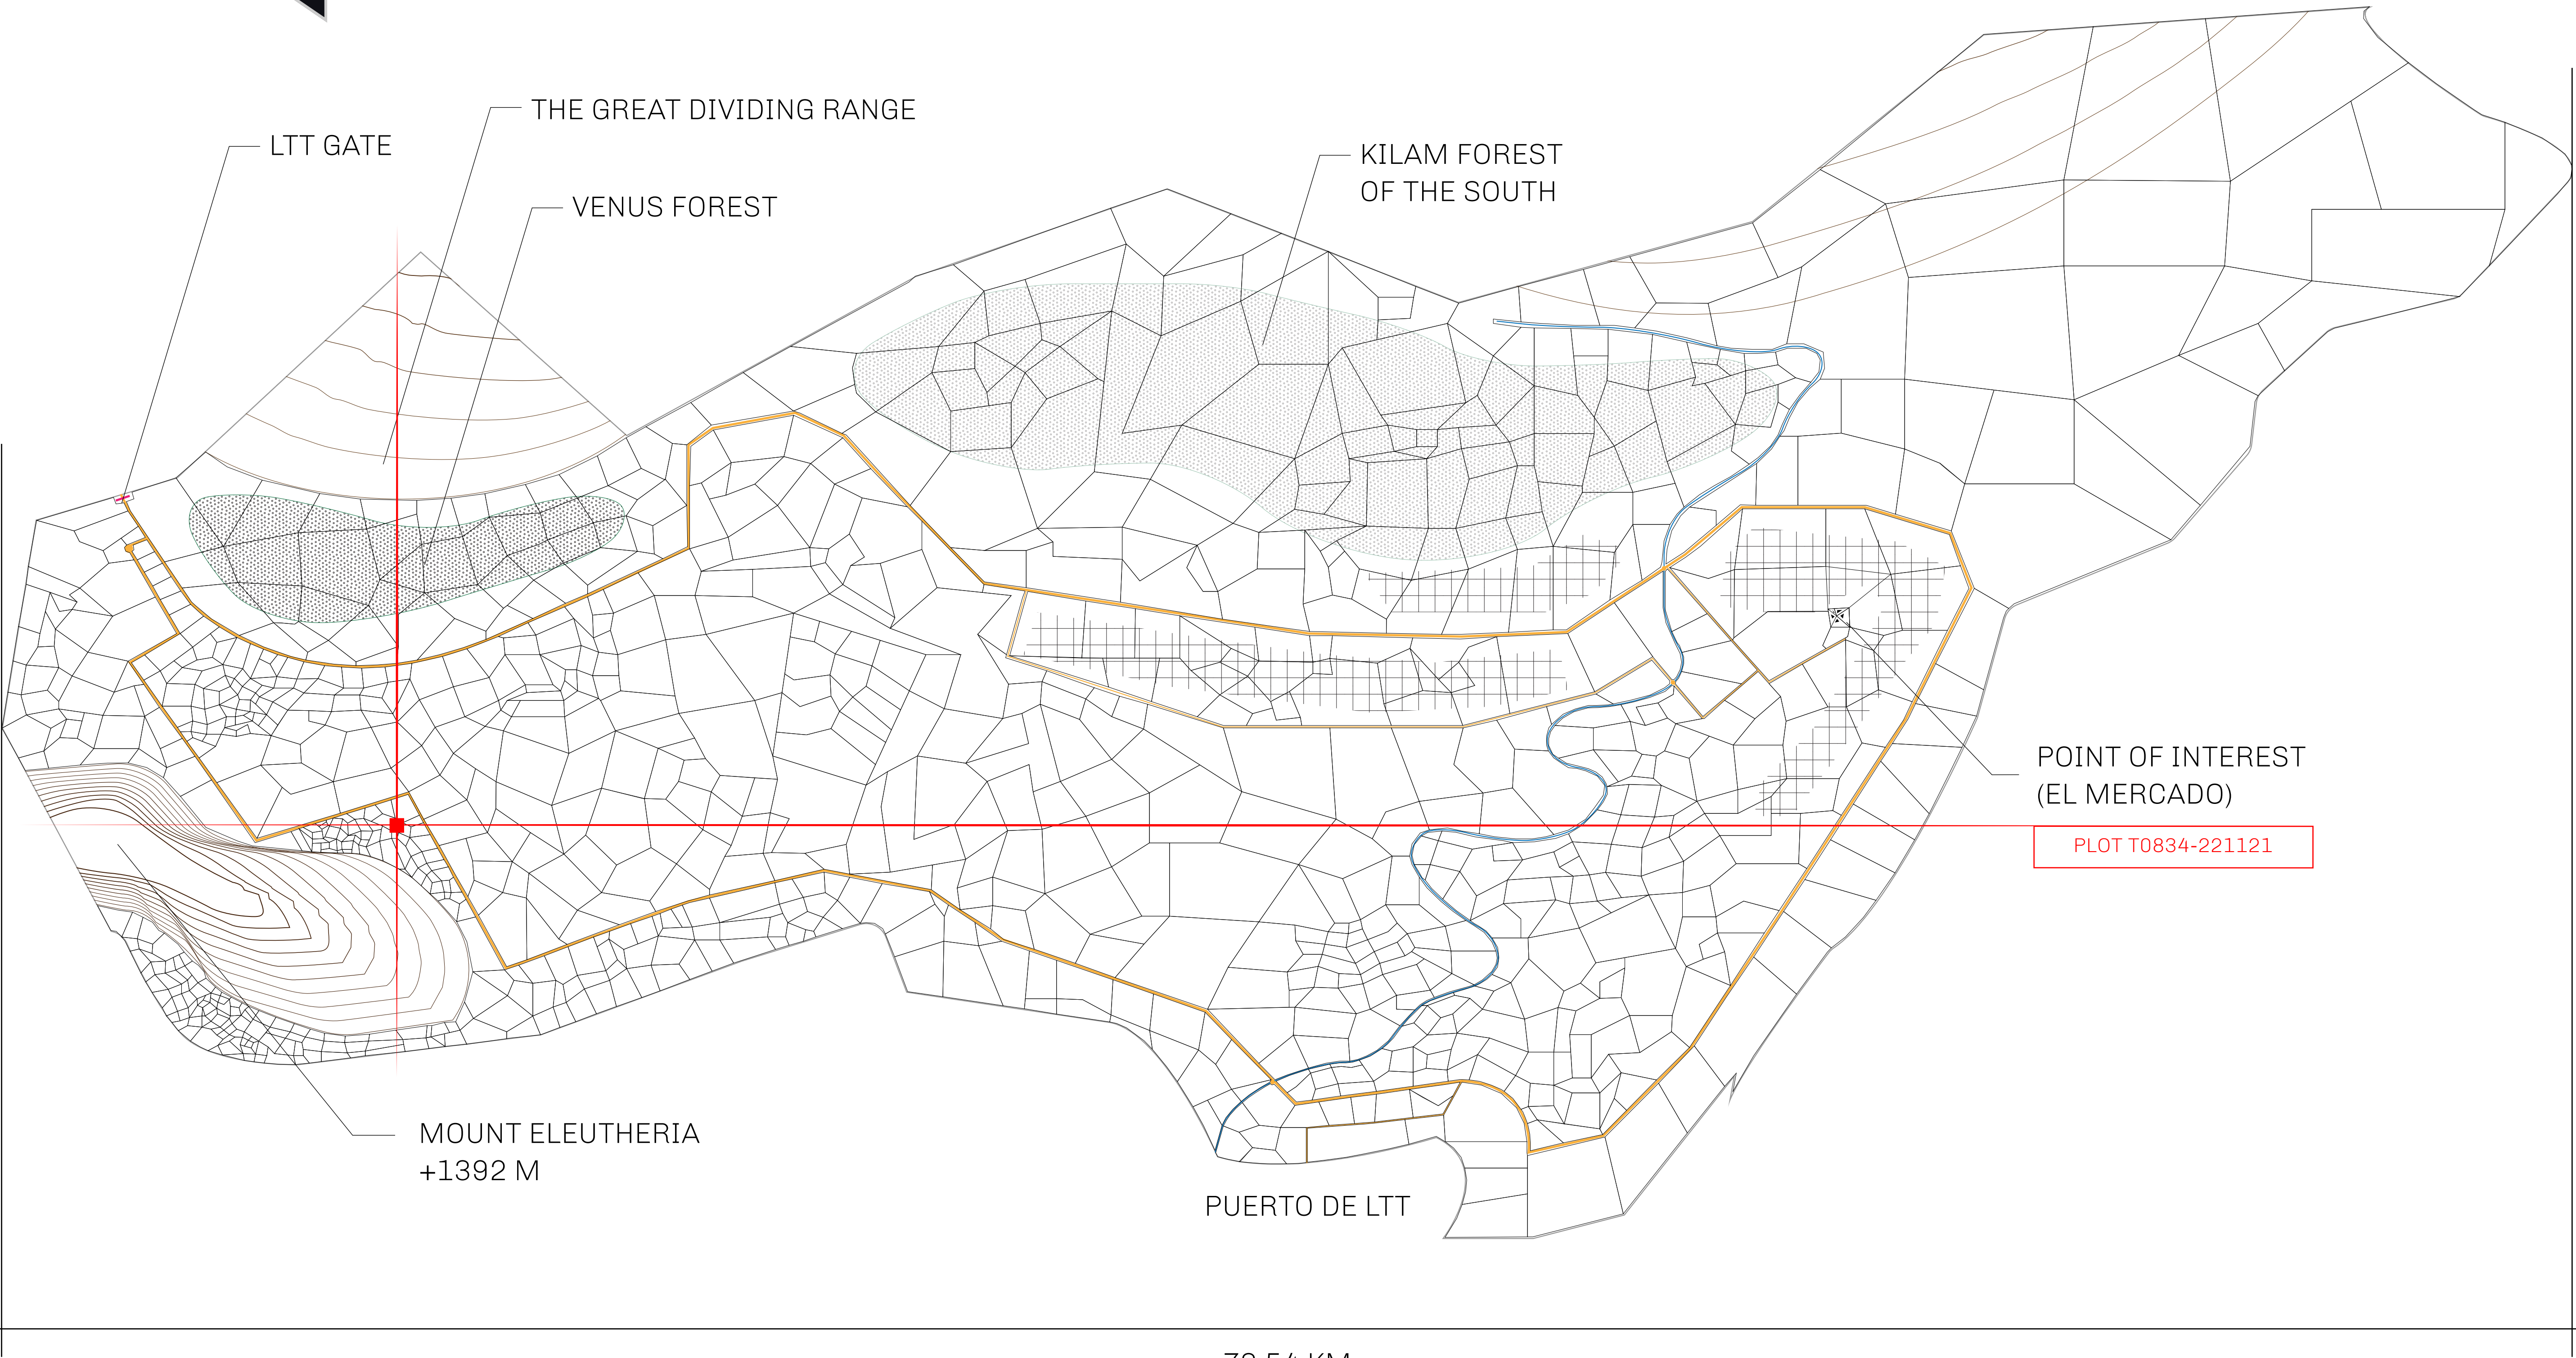 THE GREAT DIVIDING RANGE
LTT GATE
KILAM FOREST
OF THE SOUTH
VENUS FOREST
POINT OF INTEREST
(EL MERCADO)
PLOT T0834-221121
MOUNT ELEUTHERIA
+1392 M
PUERTO DE LTT
KM